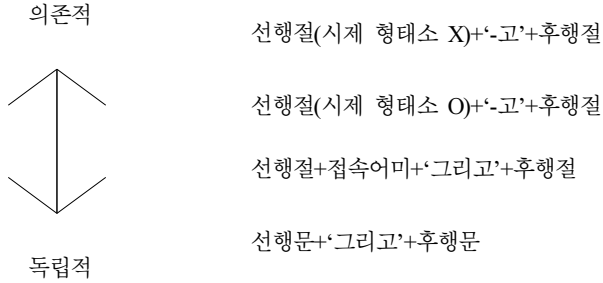 의존적
선행절(시제 형태소 X)+‘-고’+후행절
선행절(시제 형태소 O)+‘-고’+후행절
선행절+접속어미+‘그리고’+후행절
선행문+‘그리고’+후행문
독립적